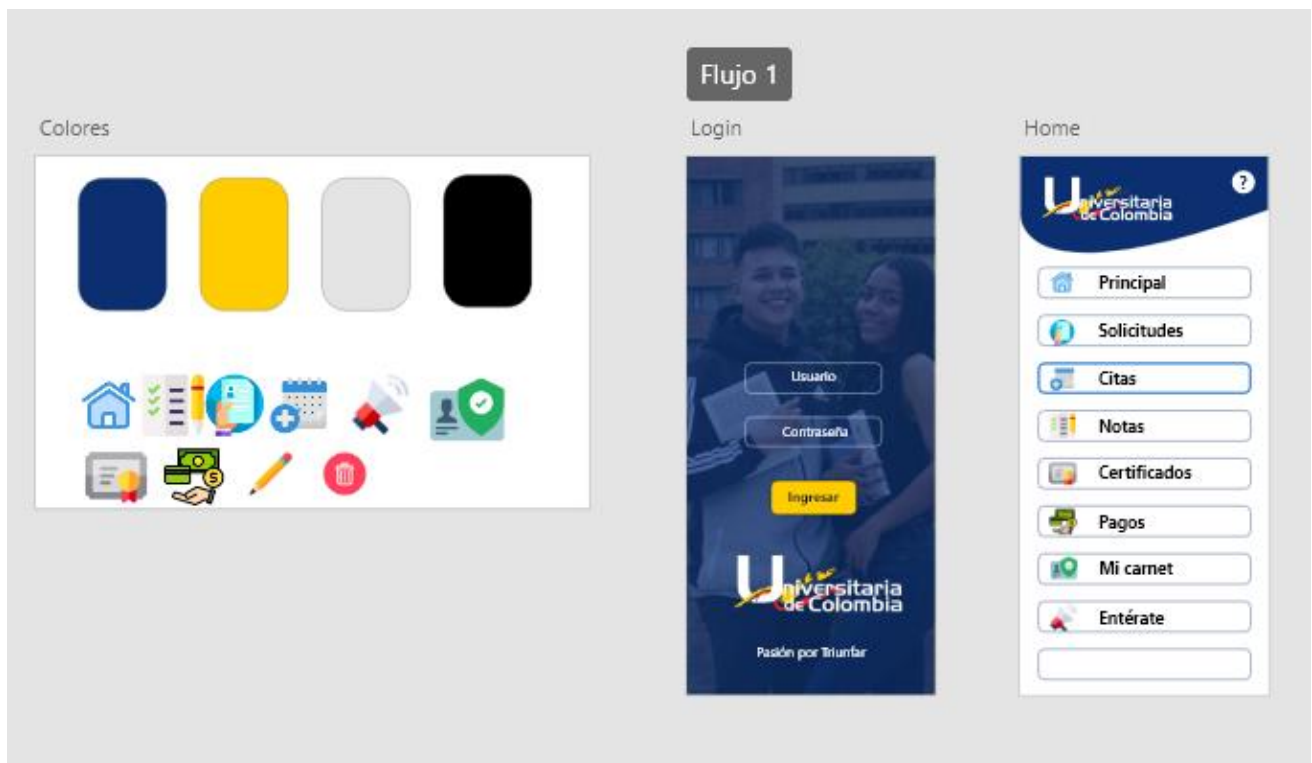 Flujo 1
Colores
Login
Home
Usuario
Contraseña
Ingresar
Universitaria
de Colombia
Pasión por Triunfar
?
Universitaria
de Colombia
Principal
Solicitudes
Citas
Notas
Certificados
Pagos
Mi carnet
Entérate